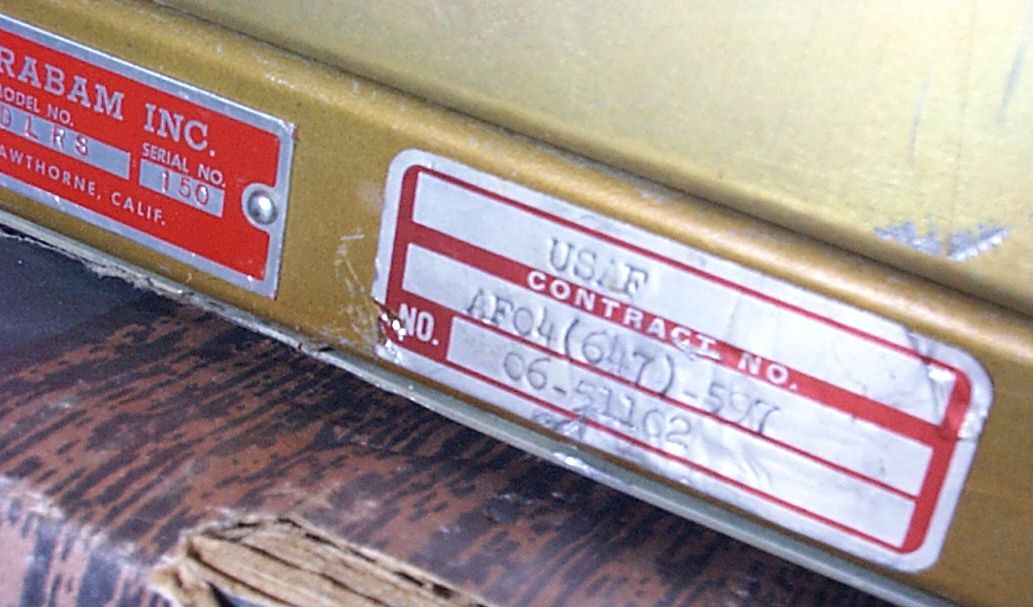 RABAM INC.
MODEL NO.
DLRS
SERIAL NO.
150
AWTHORNE, CALIF.
USAF
CONTRACT NO.
AF04(647)-597
NO.
06-51102